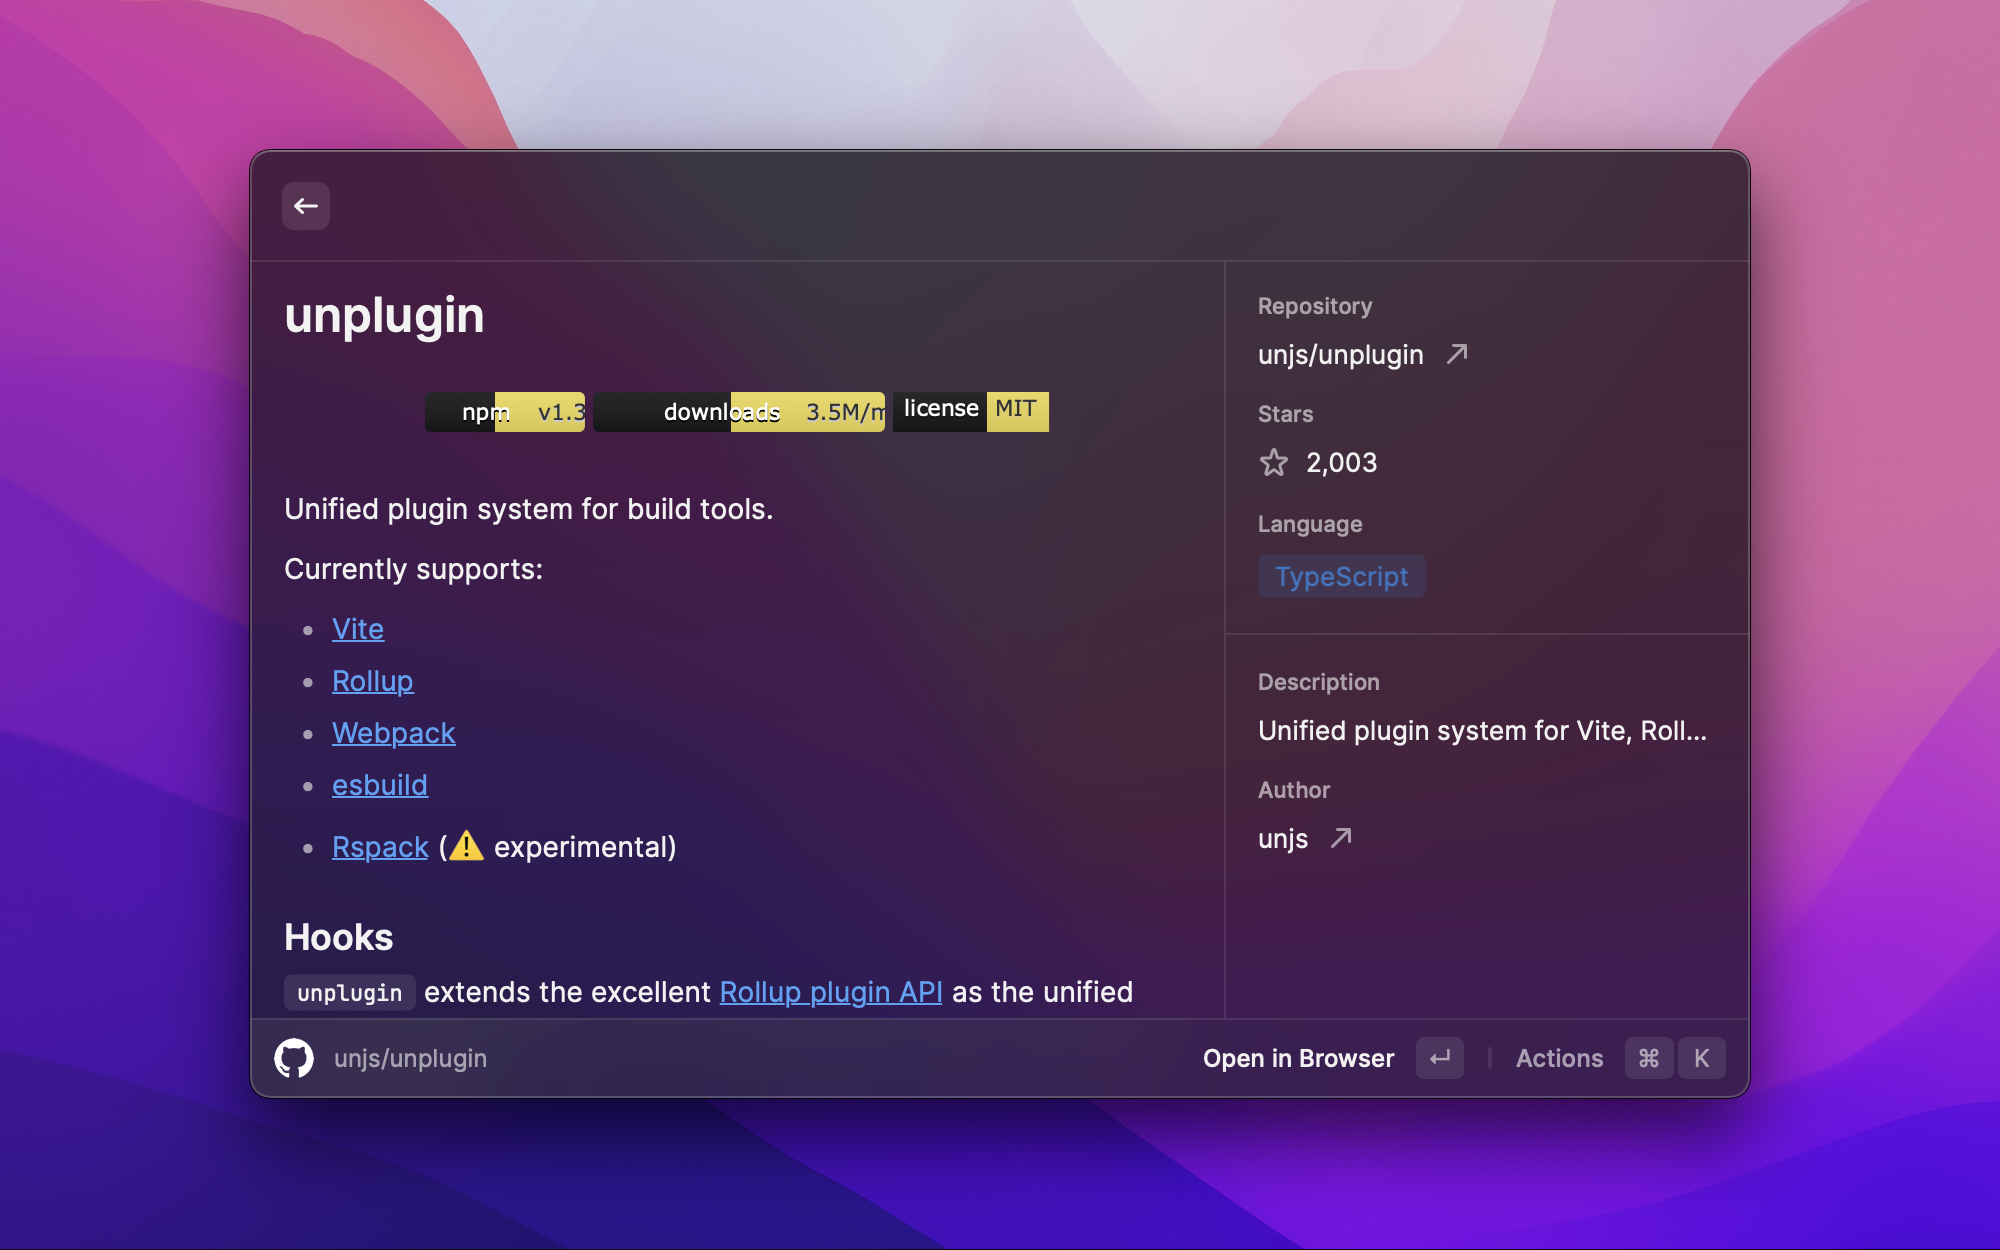 unplugin
npm v1.3 downloads 3.5M/m license MIT
Unified plugin system for build tools.
Currently supports:
• Vite
• Rollup
• Webpack
• esbuild
• Rspack (⚠️ experimental)
Hooks
unplugin extends the excellent Rollup plugin API as the unified
Repository
unjs/unplugin
Stars
2,003
Language
TypeScript
Description
Unified plugin system for Vite, Roll...
Author
unjs
unjs/unplugin
Open in Browser ↵ Actions ⌘ K